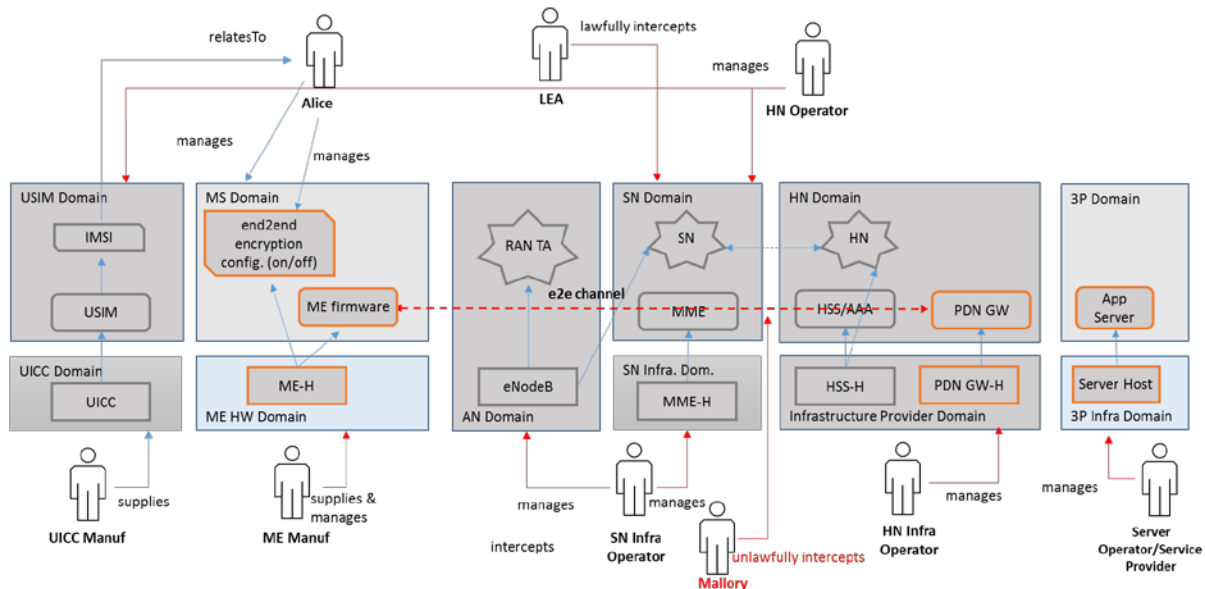 relatesTo
lawfully intercepts
manages
Alice
LEA
HN Operator
manages
manages
USIM Domain
IMSI
USIM
UICC Domain
UICC
MS Domain
end2end
encryption
config. (on/off)
ME firmware
ME-H
ME HW Domain
RAN TA
eNodeB
AN Domain
e2e channel
SN Domain
SN
MME
SN Infra. Dom.
MME-H
HN Domain
HN
HSS/AAA
PDN GW
HSS-H
PDN GW-H
Infrastructure Provider Domain
3P Domain
App
Server
Server Host
3P Infra Domain
supplies
UICC Manuf
supplies &
manages
ME Manuf
manages
manages
intercepts
SN Infra
Operator
unlawfully intercepts
Mallory
manages
HN Infra
Operator
manages
Server
Operator/Service
Provider